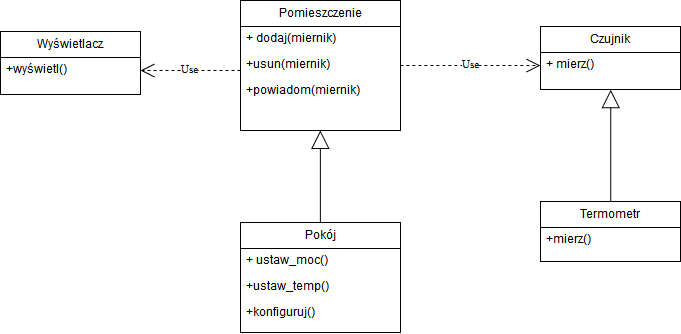 Pomieszczenie
+ dodaj(miernik)
+usun(miernik)
+powiadom(miernik)
Wyświetlacz
+wyświetl()
Use
Use
Czujnik
+ mierz()
Pokój
+ ustaw_moc()
+ustaw_temp()
+konfiguruj()
Termometr
+mierz()